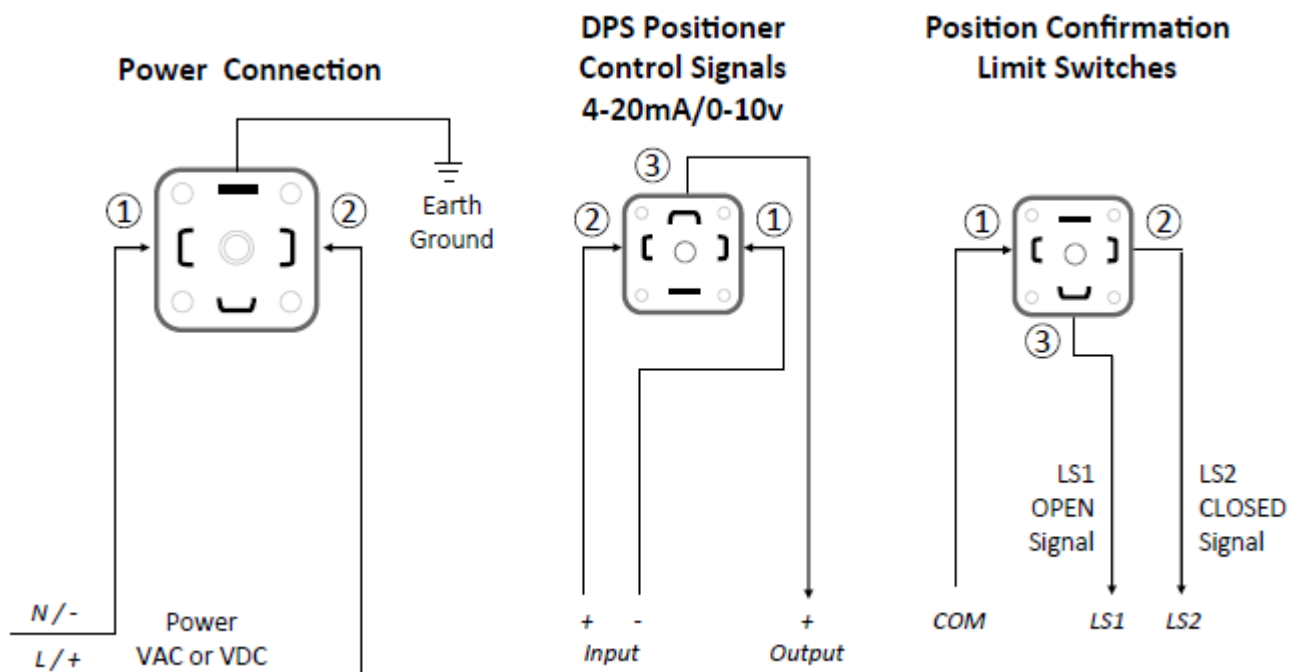 Power Connection
①
②
Earth
Ground
N / -
L / +
Power
VAC or VDC
DPS Positioner
Control Signals
4-20mA/0-10v
③
②
①
+
-
Input
+
Output
Position Confirmation
Limit Switches
①
②
③
LS1
OPEN
Signal
LS2
CLOSED
Signal
COM
LS1
LS2